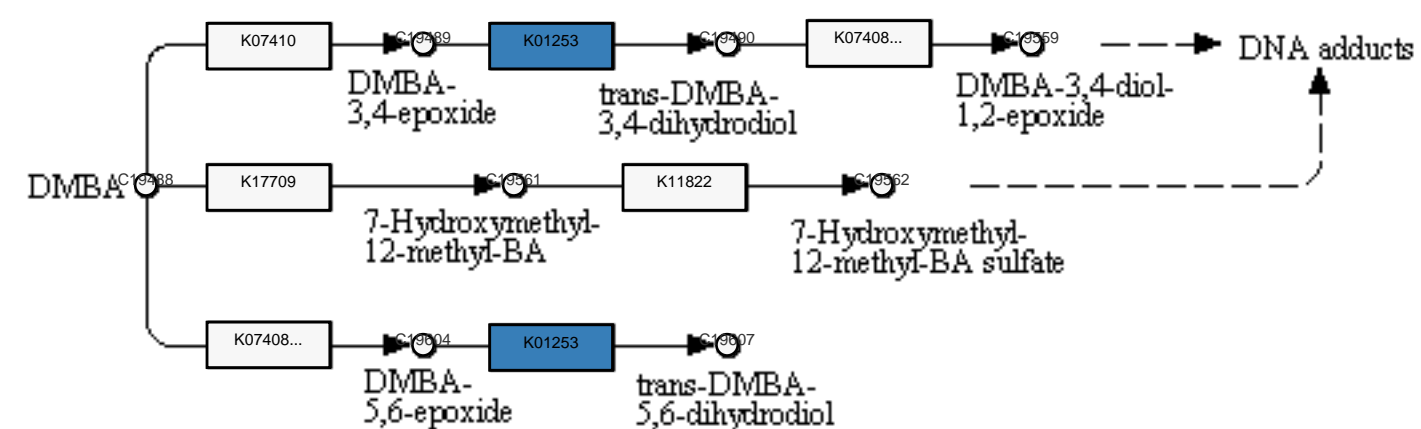 K07410
C19489
K01253
C19490
K07408...
C19559
DNA adducts
DMBA-
3,4-epoxide
trans-DMBA-
3,4-dihydrodiol
DMBA-3,4-diol-
1,2-epoxide
DMBA
C19488
K17709
C19561
K11822
C19562
7-Hydroxymethyl-
12-methyl-BA
7-Hydroxymethyl-
12-methyl-BA sulfate
K07408...
C19604
K01253
C19607
DMBA-
5,6-epoxide
trans-DMBA-
5,6-dihydrodiol